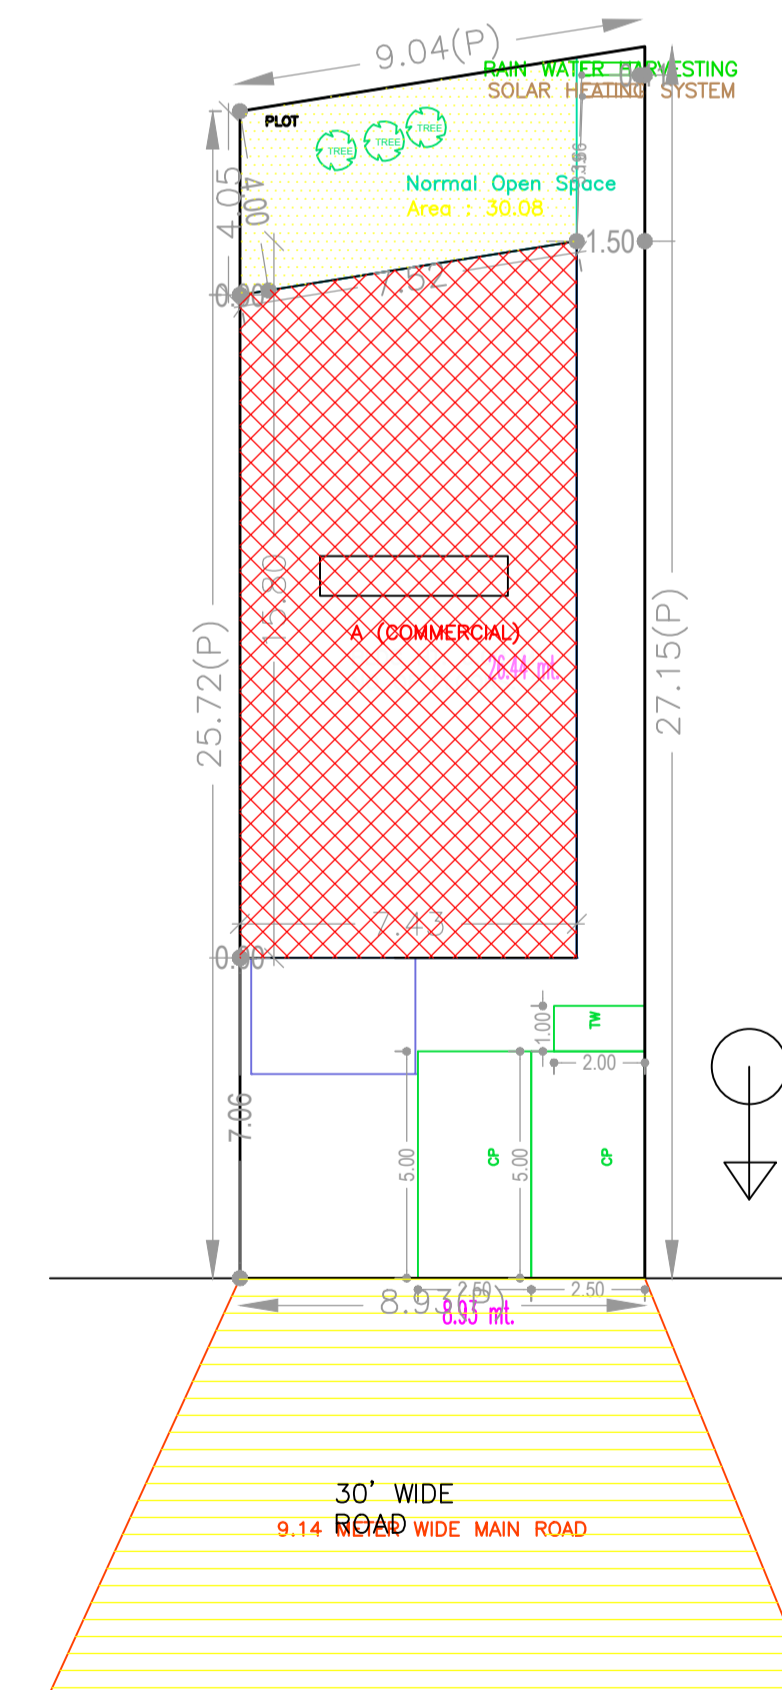 9.04(P)
RAIN WATER HARVESTING
SOLAR HEATING SYSTEM
PLOT
TREE
TREE
TREE
4.05
4.00
Normal Open Space
Area : 30.08
1.50
7.52
15.80
A (COMMERCIAL)
26.44 mt.
25.72(P)
27.15(P)
7.43
TW
1.00
2.00
7.06
5.00
CP
5.00
CP
2.50
2.50
8.93(P)
8.93 mt.
30' WIDE
ROAD
9.14 METER WIDE MAIN ROAD